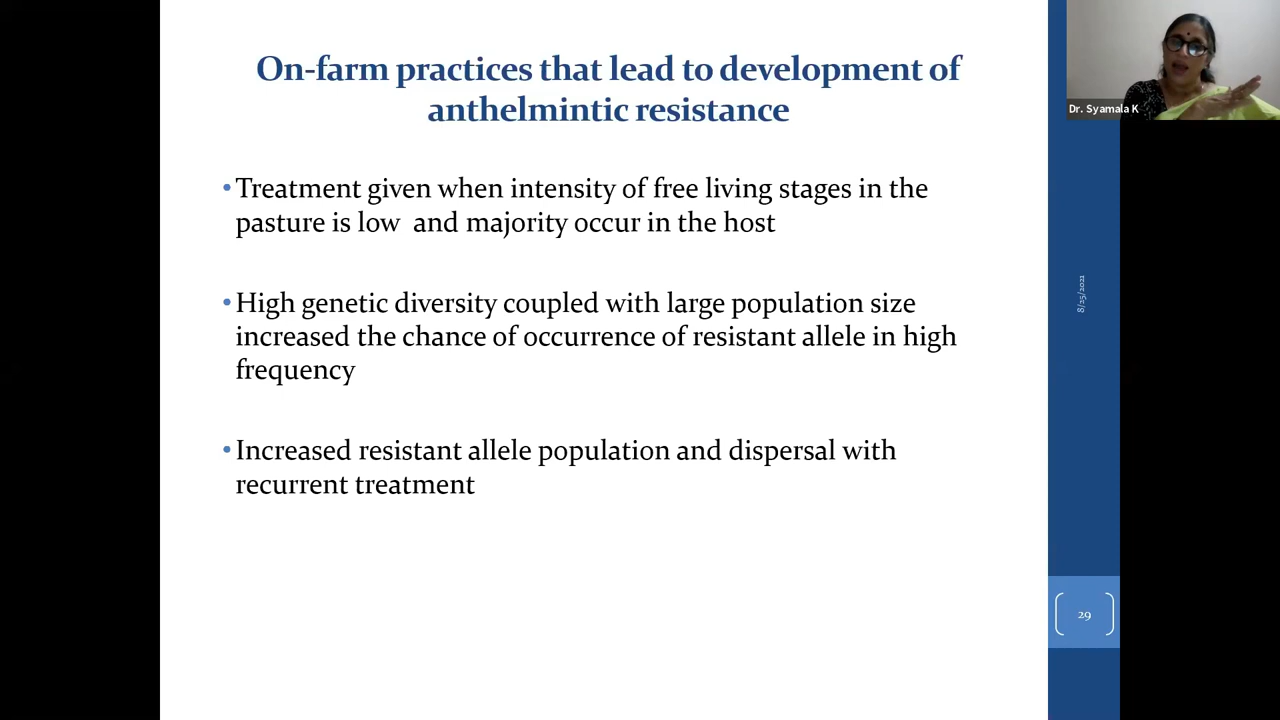 On-farm practices that lead to development of
anthelmintic resistance
•Treatment given when intensity of free living stages in the
pasture is low  and majority occur in the host
•High genetic diversity coupled with large population size
increased the chance of occurrence of resistant allele in high
frequency
•Increased resistant allele population and dispersal with
recurrent treatment
Dr. Syamala K
8/25/2021
29